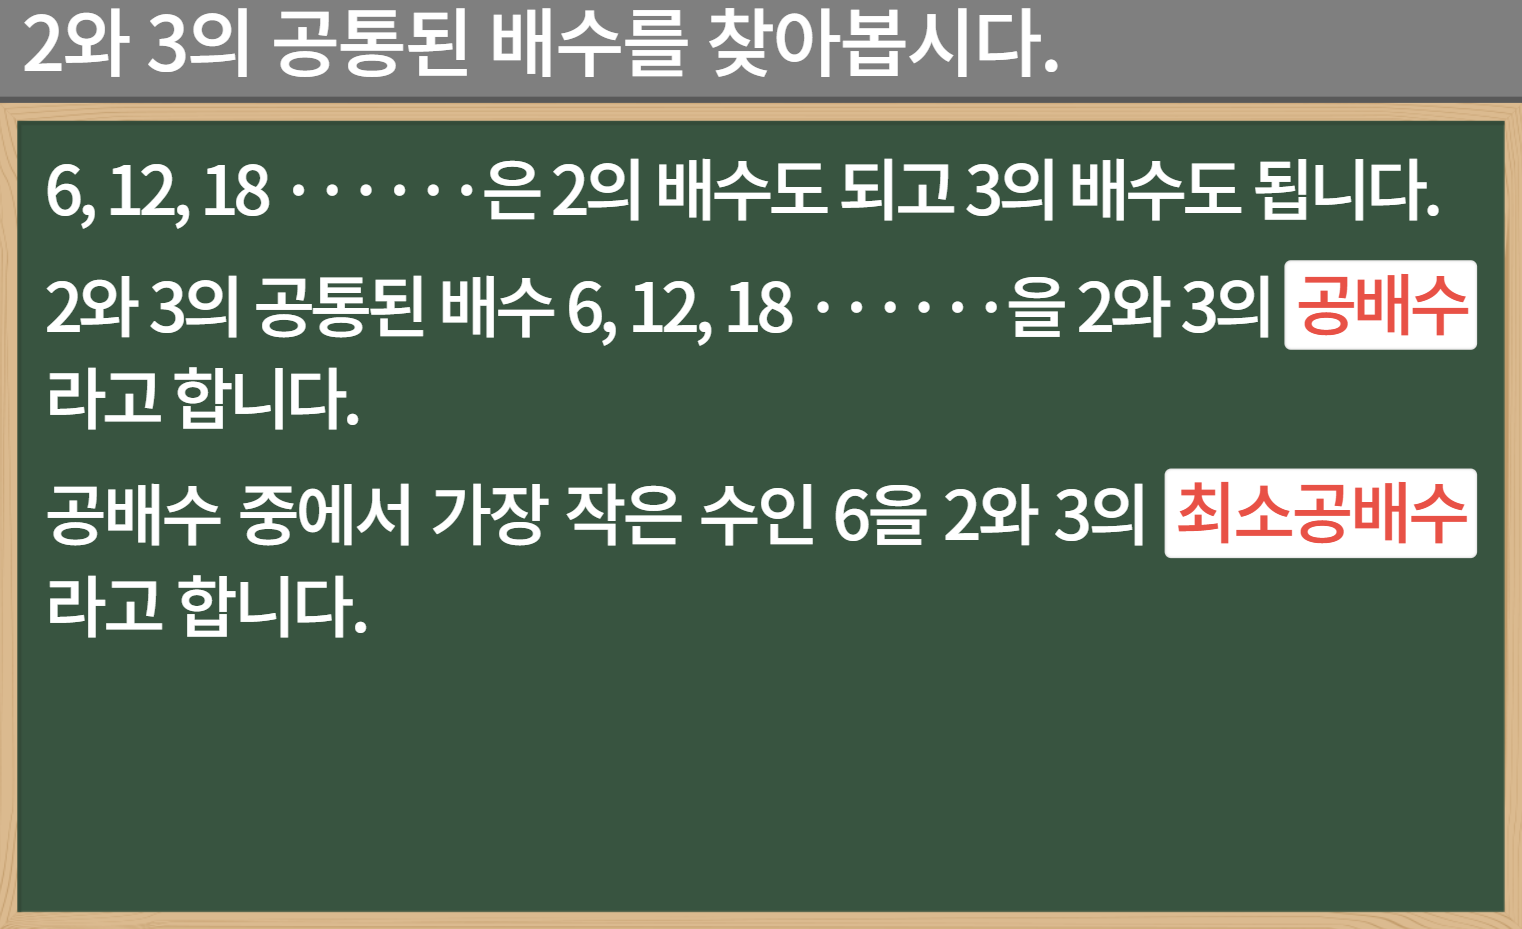 2와 3의 공통된 배수를 찾아봅시다.
6, 12, 18 ······은 2의 배수도 되고 3의 배수도 됩니다.
2와 3의 공통된 배수 6, 12, 18 ······을 2와 3의 공배수
라고 합니다.
공배수 중에서 가장 작은 수인 6을 2와 3의 최소공배수
라고 합니다.